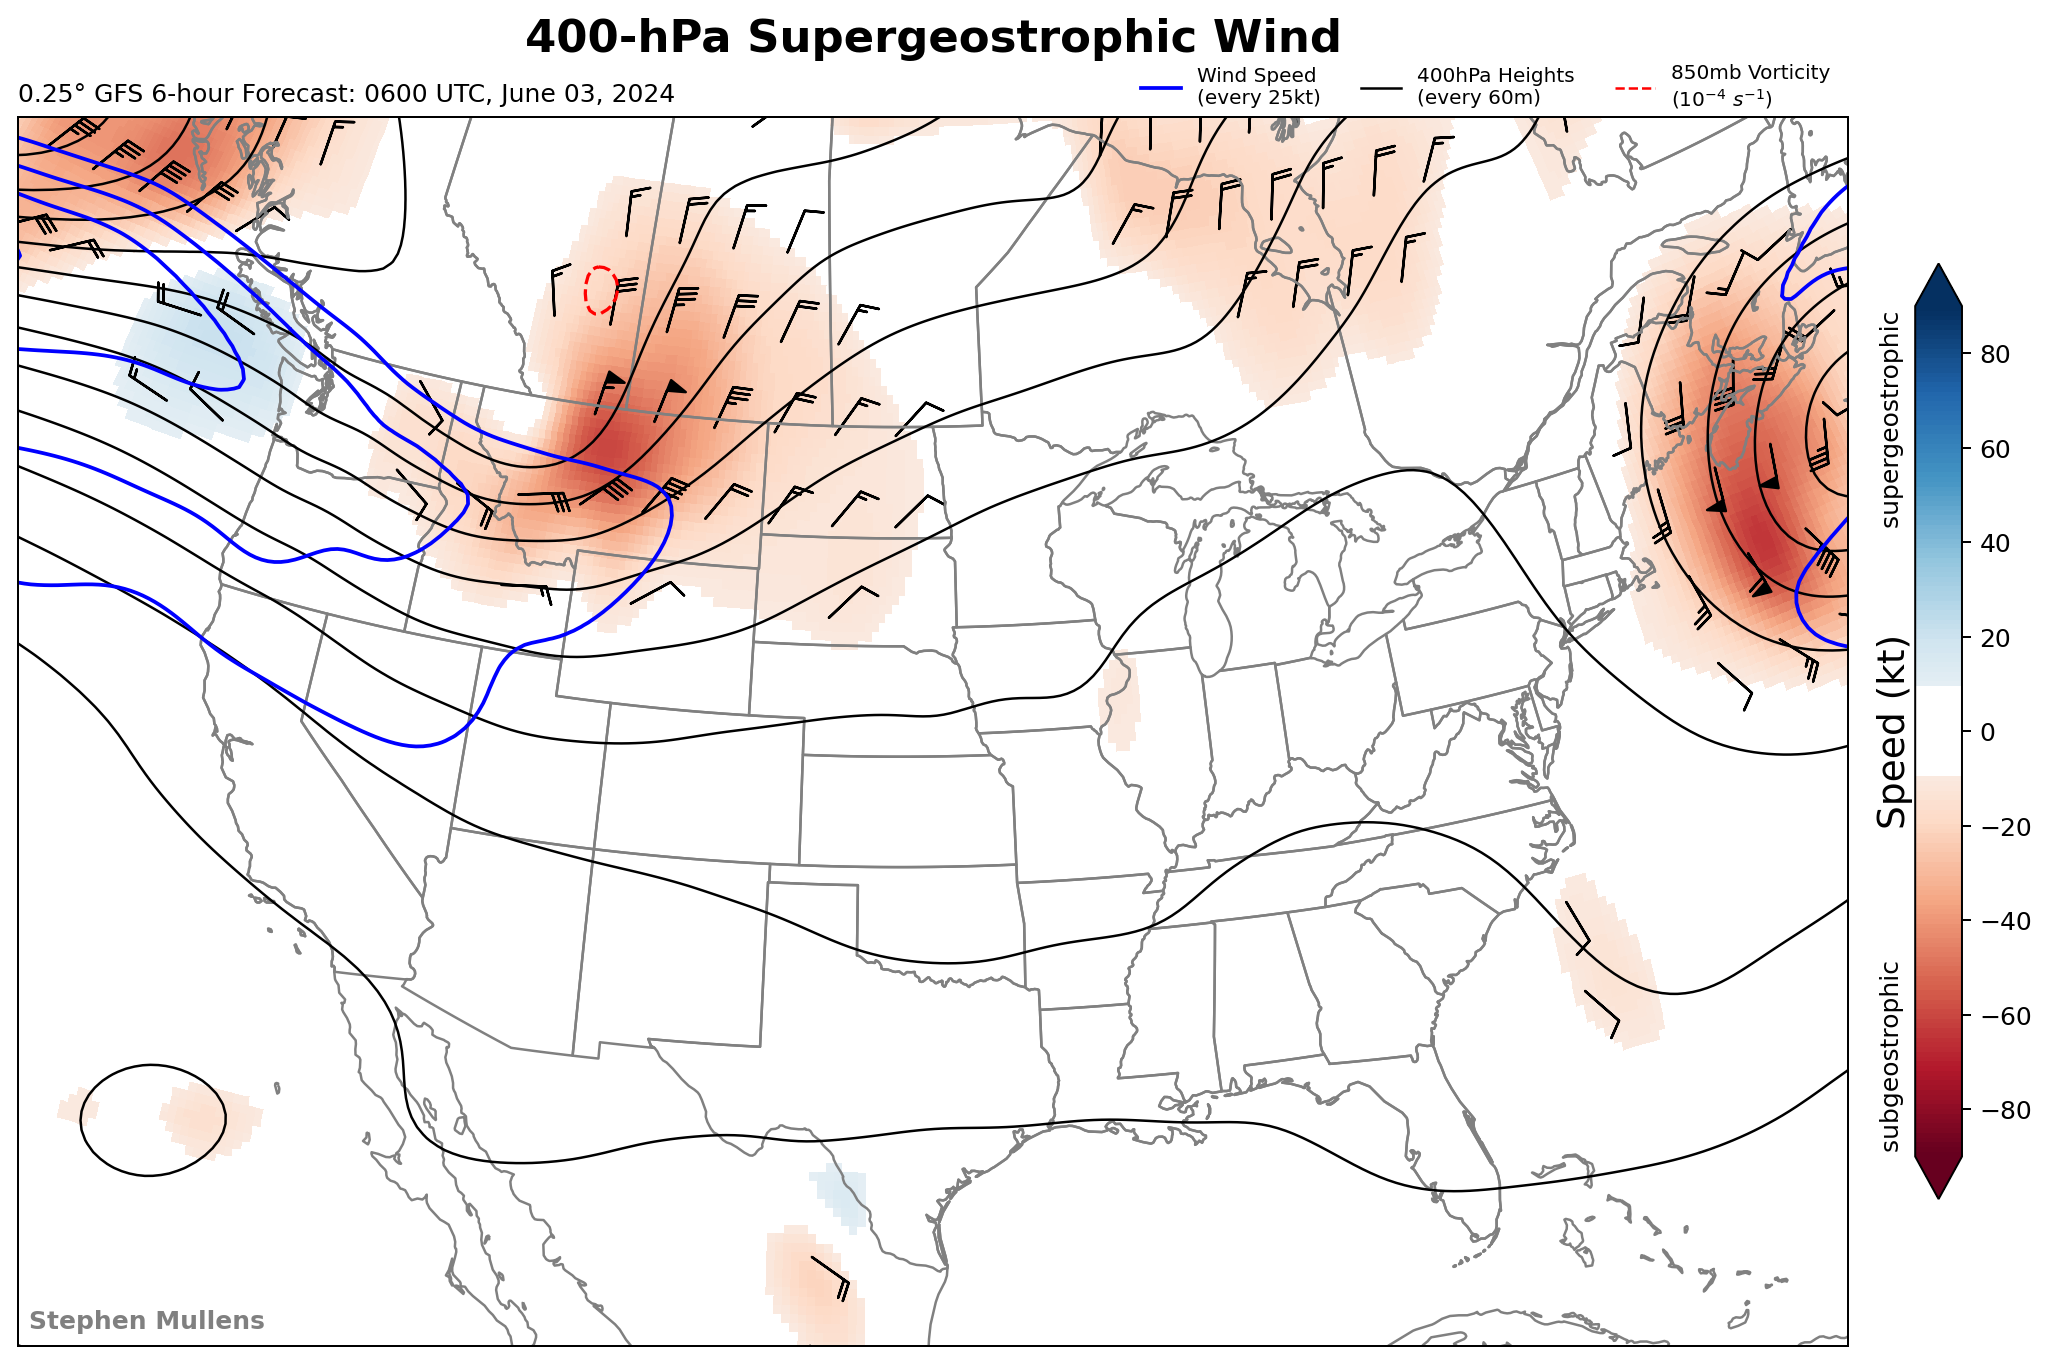 400-hPa Supergeostrophic Wind
0.25° GFS 6-hour Forecast: 0600 UTC, June 03, 2024
Wind Speed
(every 25kt)
400hPa Heights
(every 60m)
850mb Vorticity
(10⁻⁴ s⁻¹)
supergeostrophic
Speed (kt)
subgeostrophic
80
60
40
20
0
−20
−40
−60
−80
Stephen Mullens